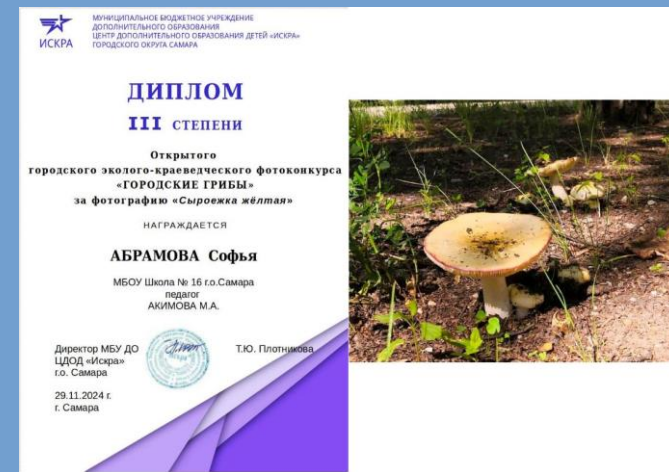 ИСКРА
МУНИЦИПАЛЬНОЕ БЮДЖЕТНОЕ УЧРЕЖДЕНИЕ
ДОПОЛНИТЕЛЬНОГО ОБРАЗОВАНИЯ
ЦЕНТР ДОПОЛНИТЕЛЬНОГО ОБРАЗОВАНИЯ ДЕТЕЙ «ИСКРА»
ГОРОДСКОГО ОКРУГА САМАРА
ДИПЛОМ
III СТЕПЕНИ
Открытого
городского эколого-краеведческого фотоконкурса
«ГОРОДСКИЕ ГРИБЫ»
за фотографию «Сыроежка жёлтая»
НАГРАЖДАЕТСЯ
АБРАМОВА Софья
МБОУ Школа № 16 г.о.Самара
педагог
АКИМОВА М.А.
Директор МБУ ДО
ЦДОД «Искра»
г.о. Самара
Т.Ю. Плотникова
29.11.2024 г.
г. Самара